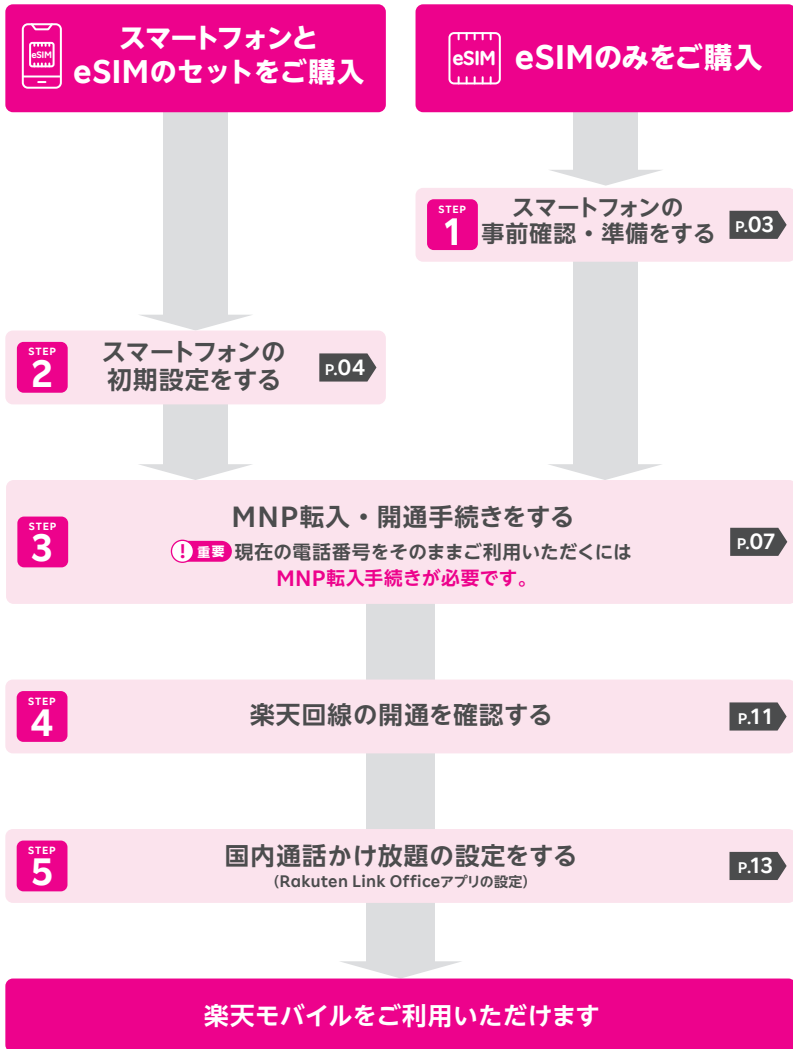 eSIM
スマートフォンと
eSIMのセットをご購入
eSIM
eSIMのみをご購入
STEP
1
スマートフォンの
事前確認・準備をする
P.03
STEP
2
スマートフォンの
初期設定をする
P.04
STEP
3
MNP転入・開通手続きをする
! 重要 現在の電話番号をそのままご利用いただくには
MNP転入手続きが必要です。
P.07
STEP
4
楽天回線の開通を確認する
P.11
STEP
5
国内通話かけ放題の設定をする
(Rakuten Link Officeアプリの設定)
P.13
楽天モバイルをご利用いただけます